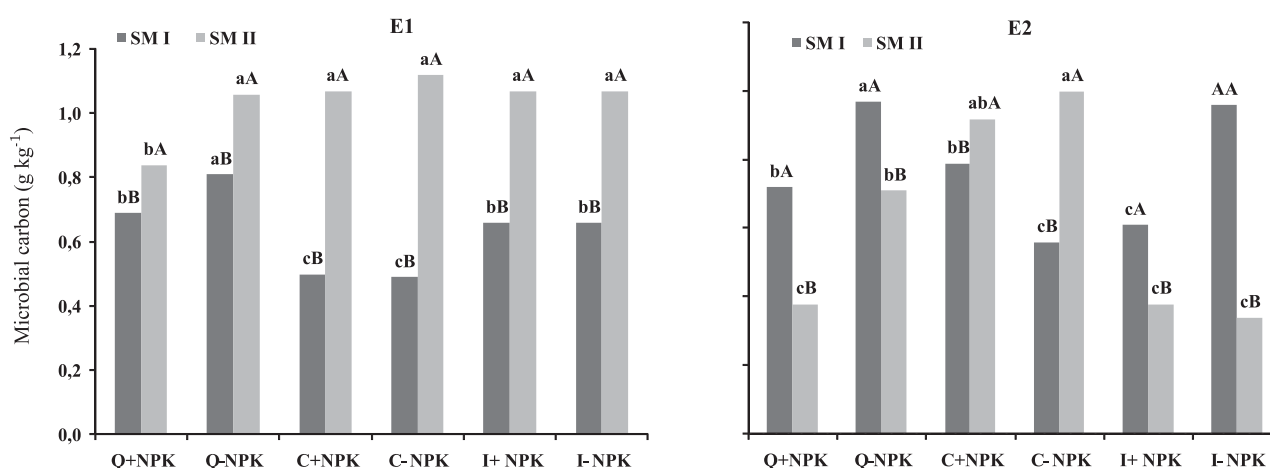 E1
SM I SM II
1,2
1,0
0,8
0,6
0,4
0,2
0,0
Microbial carbon (g kg-1)
bB bA aB aA cB aA cB aA bB aA bB aA
Q+NPK Q-NPK C+NPK C- NPK I+ NPK I- NPK
E2
SM I SM II
bA cB aA bB bB abA cB aA cA cB AA cB
Q+NPK Q-NPK C+NPK C- NPK I+ NPK I- NPK